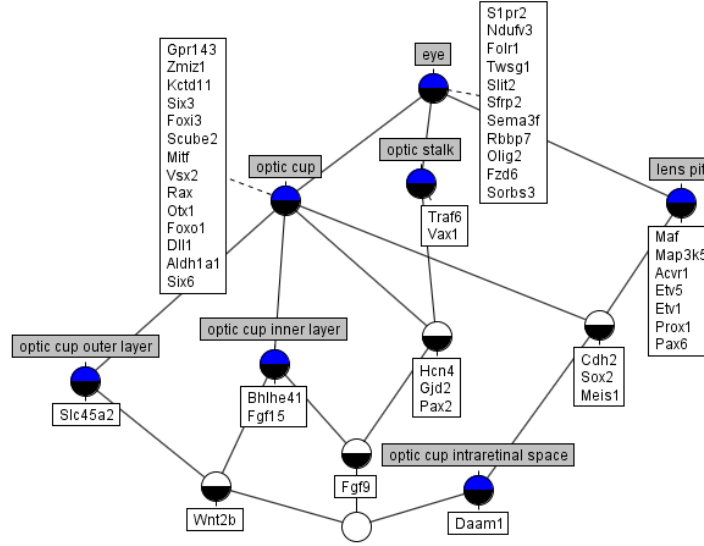 eye
S1pr2
Ndufv3
Folr1
Twsg1
Slit2
Sfrp2
Sema3f
Rbbp7
Olig2
Fzd6
Sorbs3
Gpr143
Zmiz1
Kctd11
Six3
Foxi3
Scube2
Mitf
Vsx2
Rax
Otx1
Foxo1
Dll1
Aldh1a1
Six6
optic cup
optic stalk
Traf6
Vax1
lens pit
Maf
Map3k5
Acvr1
Etv5
Etv1
Prox1
Pax6
optic cup outer layer
Slc45a2
optic cup inner layer
Bhlhe41
Fgf15
Hcn4
Gjd2
Pax2
Cdh2
Sox2
Meis1
optic cup intraretinal space
Daam1
Fgf9
Wnt2b